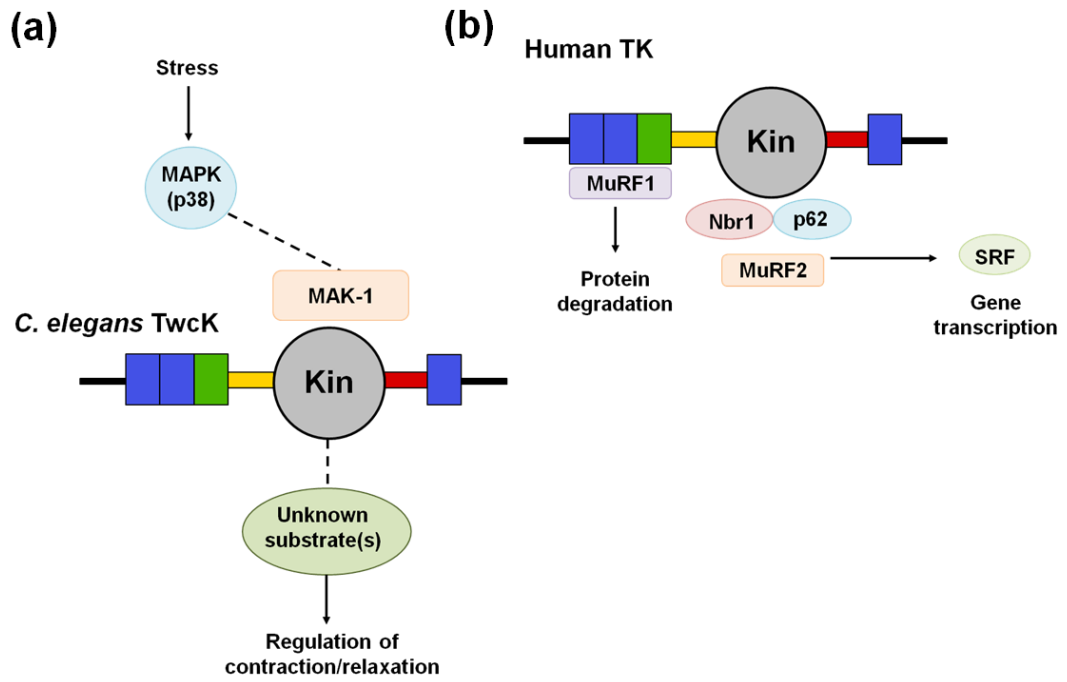 (a)
Stress
MAPK
(p38)
MAK-1
C. elegans TwcK
Kin
Unknown
substrate(s)
Regulation of
contraction/relaxation
(b)
Human TK
Kin
MuRF1
Nbr1
p62
MuRF2
SRF
Protein
degradation
Gene
transcription